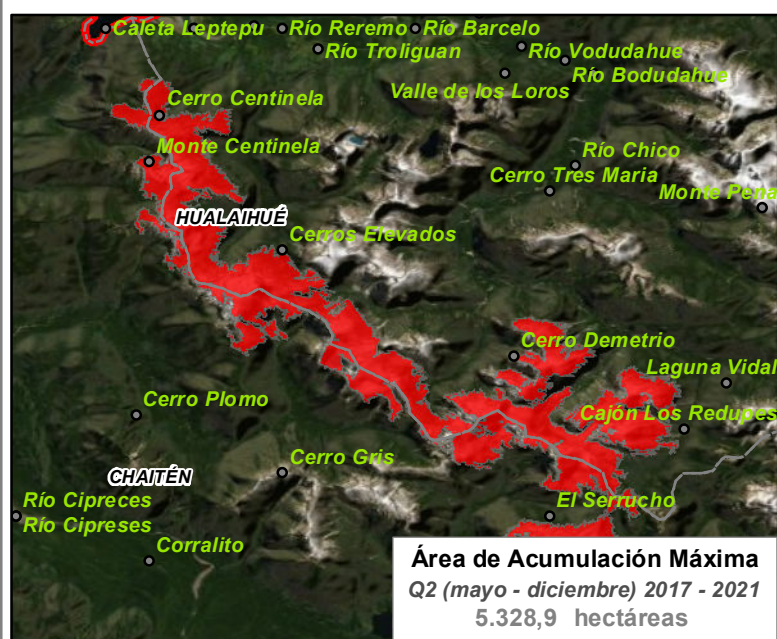 Caleta Leptepu
Río Reremo
Río Barcelo
Río Troliguan
Río Vodudahue
Río Bodudahue
Valle de los Loros
Cerro Centinela
Monte Centinela
Río Chico
Cerro Tres Maria
Monte Pena
HUALAIHUÉ
Cerros Elevados
Cerro Demetrio
Laguna Vidal
Cerro Plomo
Cajón Los Redupes
Cerro Gris
CHAITÉN
Río Cipreces
Río Cipreses
El Serrucho
Corralito
Área de Acumulación Máxima
Q2 (mayo - diciembre) 2017 - 2021
5.328,9 hectáreas